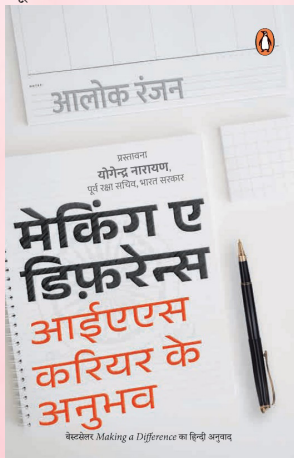 आलोक रंजन
प्रस्तावना
योगेन्द्र नारायण,
पूर्व रक्षा सचिव, भारत सरकार
मेकिंग ए
डिफ़रेन्स
आईएएस
करियर के
अनुभव
बेस्टसेलर Making a Difference का हिन्दी अनुवाद